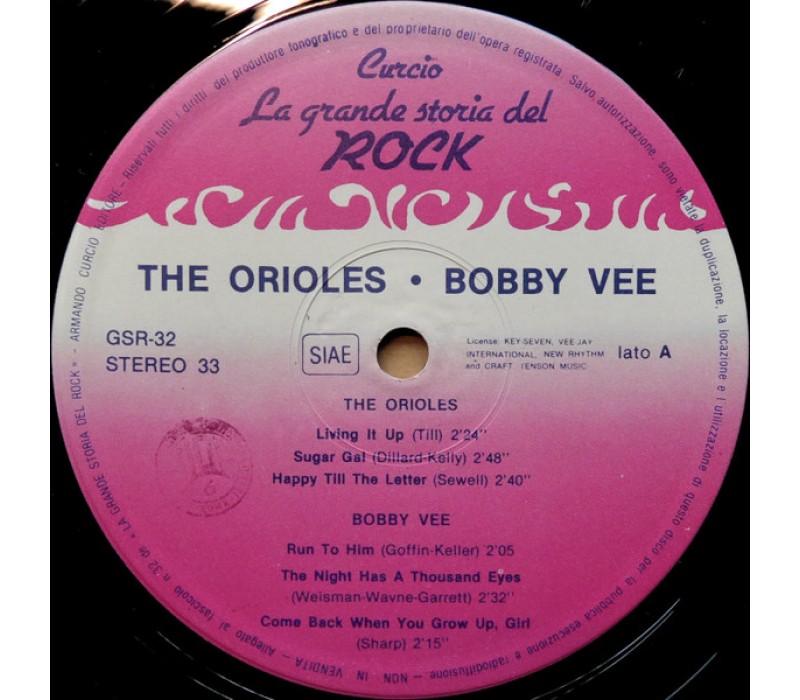 Curcio
La grande storia del
ROCK
THE ORIOLES • BOBBY VEE
GSR-32
STEREO 33
SIAE
License: KEY-SEVEN, VEE-JAY
INTERNATIONAL, NEW RHYTHM
and CRAFT, TENSON MUSIC
lato A
THE ORIOLES
Living It Up (Till) 2'24''
Sugar Gal (Dillard-Kelly) 2'48''
Happy Till The Letter (Sewell) 2'40''
BOBBY VEE
Run To Him (Goffin-Keller) 2'05
The Night Has A Thousand Eyes
(Weisman-Wayne-Garrett) 2'32''
Come Back When You Grow Up, Girl
(Sharp) 2'15''
Allegato al fascicolo n. 32 de «LA GRANDE STORIA DEL ROCK» - ARMANDO CURCIO EDITORE - Riservati tutti i diritti del produttore fonografico e del proprietario dell'opera registrata. Salvo autorizzazione, sono vietate la duplicazione, la locazione e l'utilizzazione di questo disco per la pubblica esecuzione e radiodiffusione - NON IN VENDITA -